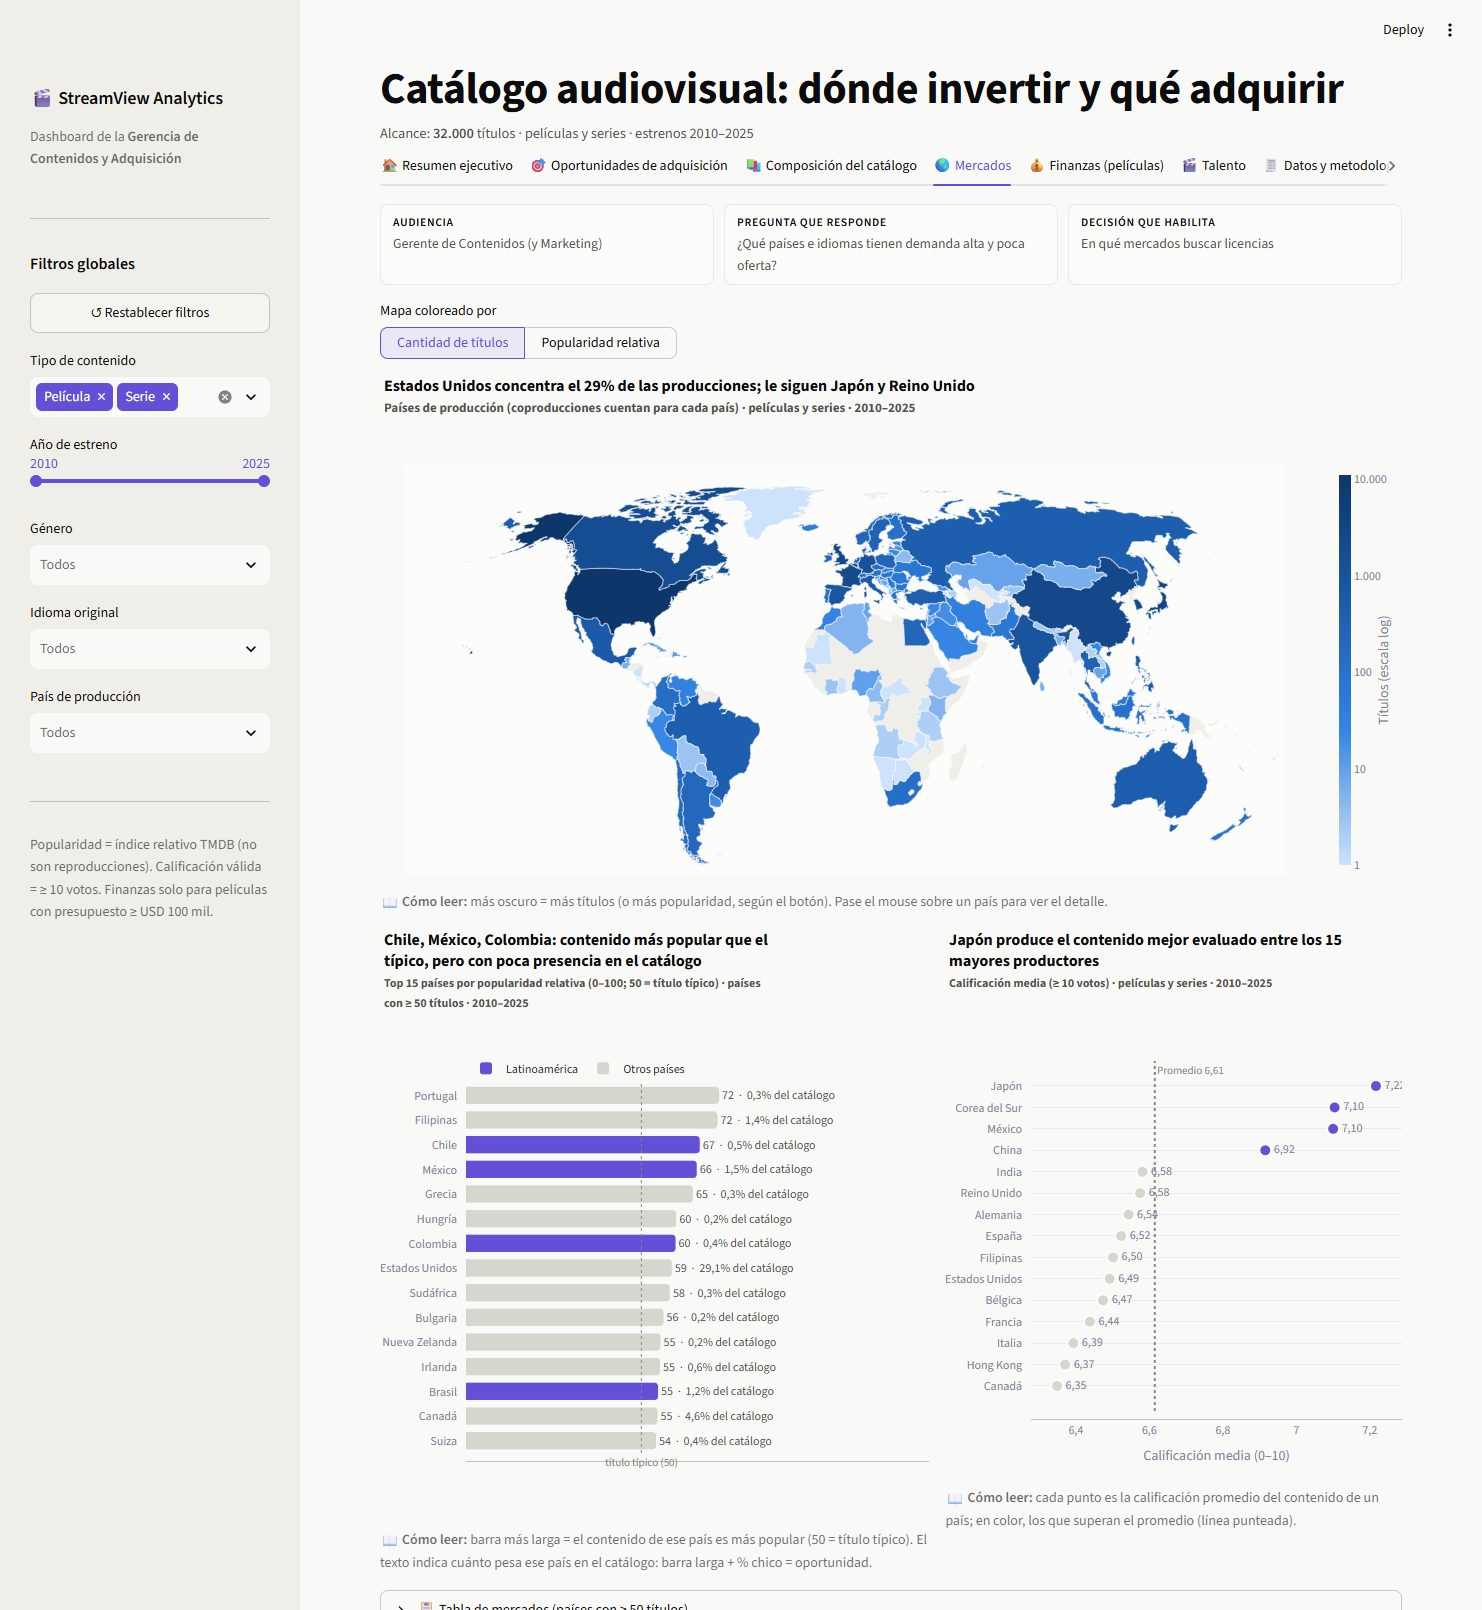 Deploy
StreamView Analytics
Dashboard de la Gerencia de
Contenidos y Adquisición
Filtros globales
↺ Restablecer filtros
Tipo de contenido
Película ×
Serie ×
Año de estreno
2010
2025
Género
Todos
Idioma original
Todos
País de producción
Todos
Popularidad = índice relativo TMDB (no
son reproducciones). Calificación válida
= ≥ 10 votos. Finanzas solo para películas
con presupuesto ≥ USD 100 mil.
Catálogo audiovisual: dónde invertir y qué adquirir
Alcance: 32.000 títulos · películas y series · estrenos 2010–2025
Resumen ejecutivo
Oportunidades de adquisición
Composición del catálogo
Mercados
Finanzas (películas)
Talento
Datos y metodolo
AUDIENCIA
Gerente de Contenidos (y Marketing)
PREGUNTA QUE RESPONDE
¿Qué países e idiomas tienen demanda alta y poca
oferta?
DECISIÓN QUE HABILITA
En qué mercados buscar licencias
Mapa coloreado por
Cantidad de títulos
Popularidad relativa
Estados Unidos concentra el 29% de las producciones; le siguen Japón y Reino Unido
Países de producción (coproducciones cuentan para cada país) · películas y series · 2010–2025
10.000
1.000
100
10
1
Títulos (escala log)
Cómo leer: más oscuro = más títulos (o más popularidad, según el botón). Pase el mouse sobre un país para ver el detalle.
Chile, México, Colombia: contenido más popular que el
típico, pero con poca presencia en el catálogo
Top 15 países por popularidad relativa (0–100; 50 = título típico) · países
con ≥ 50 títulos · 2010–2025
Latinoamérica
Otros países
Portugal 72 · 0,3% del catálogo
Filipinas 72 · 1,4% del catálogo
Chile 67 · 0,5% del catálogo
México 66 · 1,5% del catálogo
Grecia 65 · 0,3% del catálogo
Hungría 60 · 0,2% del catálogo
Colombia 60 · 0,4% del catálogo
Estados Unidos 59 · 29,1% del catálogo
Sudáfrica 58 · 0,3% del catálogo
Bulgaria 56 · 0,2% del catálogo
Nueva Zelanda 55 · 0,2% del catálogo
Irlanda 55 · 0,6% del catálogo
Brasil 55 · 1,2% del catálogo
Canadá 55 · 4,6% del catálogo
Suiza 54 · 0,4% del catálogo
título típico (50)
Cómo leer: barra más larga = el contenido de ese país es más popular (50 = título típico). El
texto indica cuánto pesa ese país en el catálogo: barra larga + % chico = oportunidad.
Japón produce el contenido mejor evaluado entre los 15
mayores productores
Calificación media (≥ 10 votos) · películas y series · 2010–2025
Promedio 6,61
Japón 7,22
Corea del Sur 7,10
México 7,10
China 6,92
India 6,58
Reino Unido 6,58
Alemania 6,54
España 6,52
Filipinas 6,50
Estados Unidos 6,49
Bélgica 6,47
Francia 6,44
Italia 6,39
Hong Kong 6,37
Canadá 6,35
6,4 6,6 6,8 7 7,2
Calificación media (0–10)
Cómo leer: cada punto es la calificación promedio del contenido de un
país; en color, los que superan el promedio (línea punteada).
Tabla de mercados (países con ≥ 50 títulos)